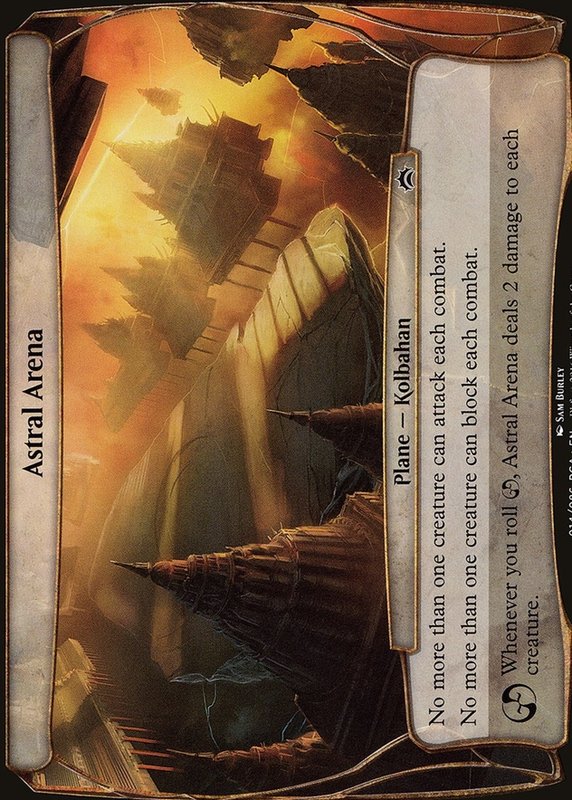 Astral Arena
Plane — Kolbahan
No more than one creature can attack each combat.
No more than one creature can block each combat.
Whenever you roll , Astral Arena deals 2 damage to each
creature.
SAM BURLEY